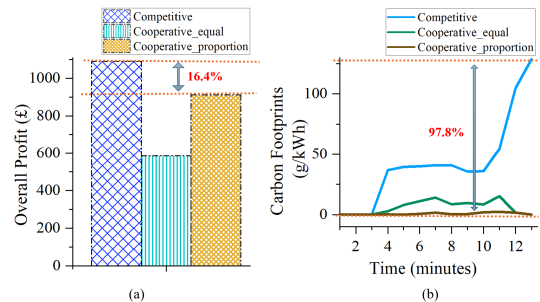 Competitive
Cooperative_equal
Cooperative_proportion
1000
800
600
400
200
0
Overall Profit (£)
16.4%
(a)
Competitive
Cooperative_equal
Cooperative_proportion
100
50
0
Carbon Footprints
(g/kWh)
97.8%
2 4 6 8 10 12
Time (minutes)
(b)